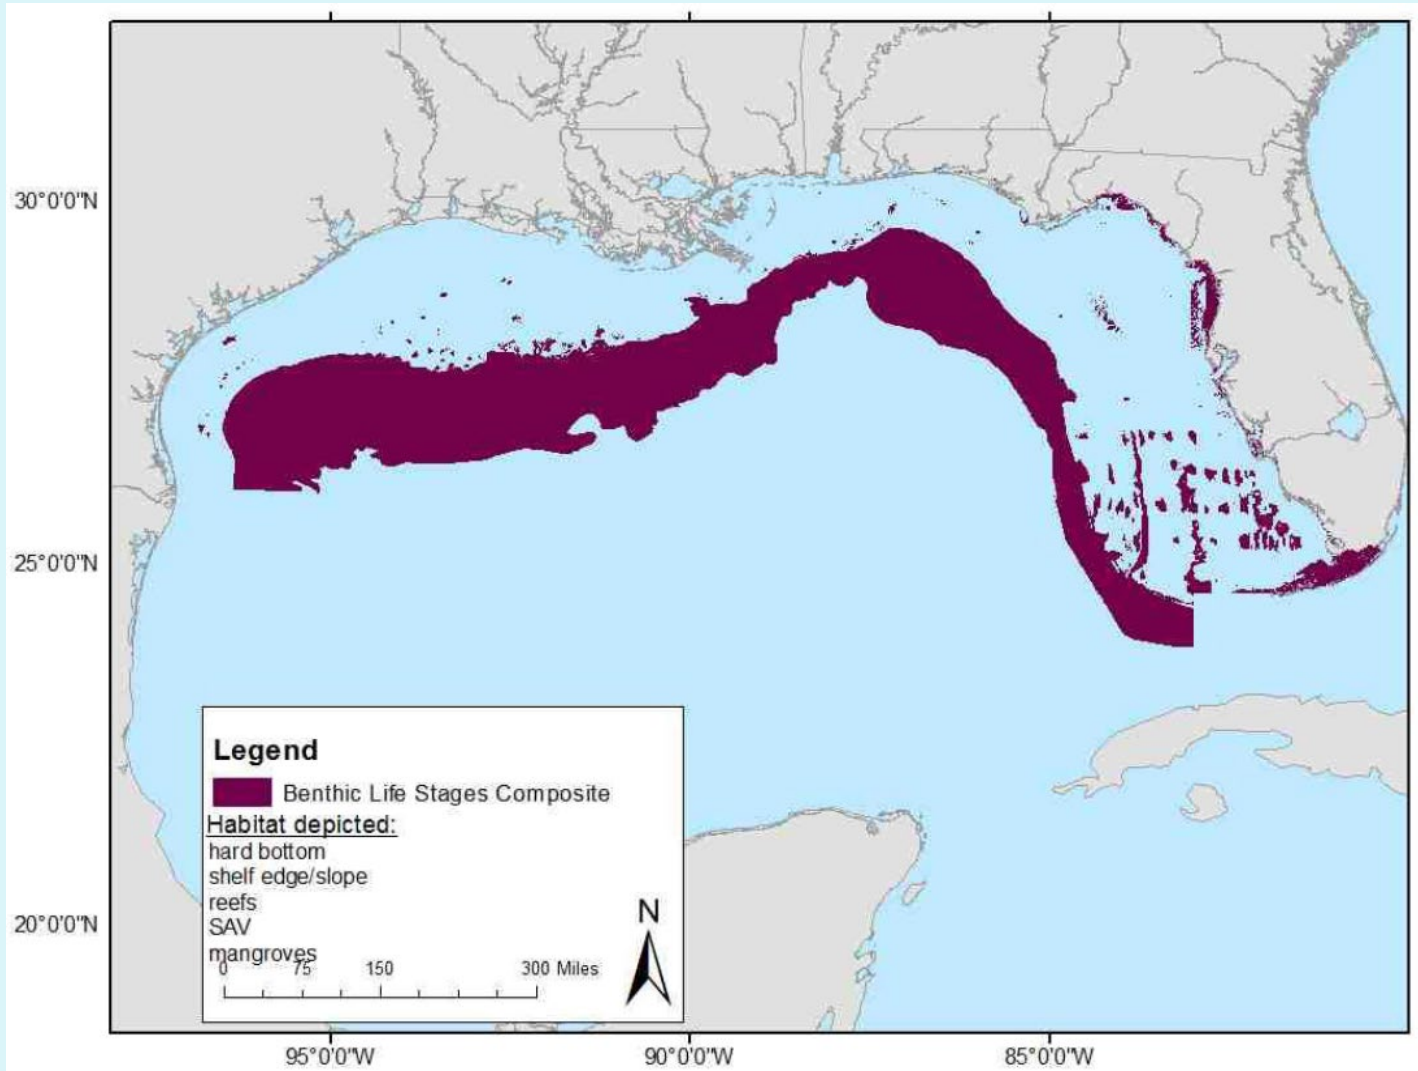 30°0'0"N
25°0'0"N
20°0'0"N
Legend
Benthic Life Stages Composite
Habitat depicted:
hard bottom
shelf edge/slope
reefs
SAV
mangroves
0 75 150 300 Miles
N
95°0'0"W 90°0'0"W 85°0'0"W